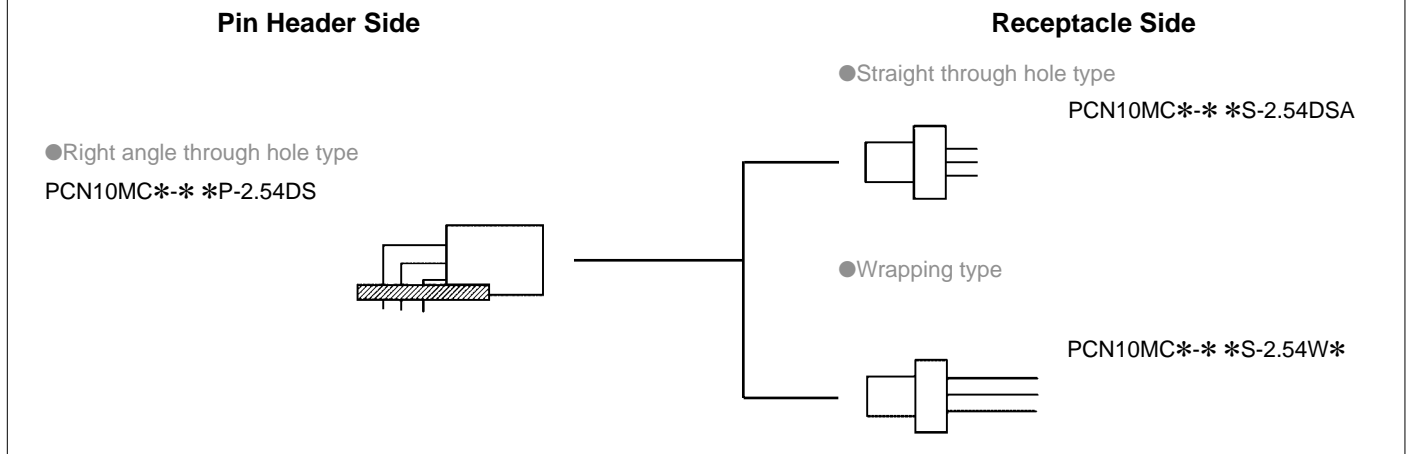 Pin Header Side
Receptacle Side
●Straight through hole type
PCN10MC*-* *S-2.54DSA
●Right angle through hole type
PCN10MC*-* *P-2.54DS
●Wrapping type
PCN10MC*-* *S-2.54W*